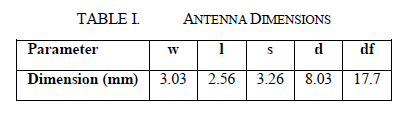 TABLE I. ANTENNA DIMENSIONS
Parameter w l s d df
Dimension (mm) 3.03 2.56 3.26 8.03 17.7